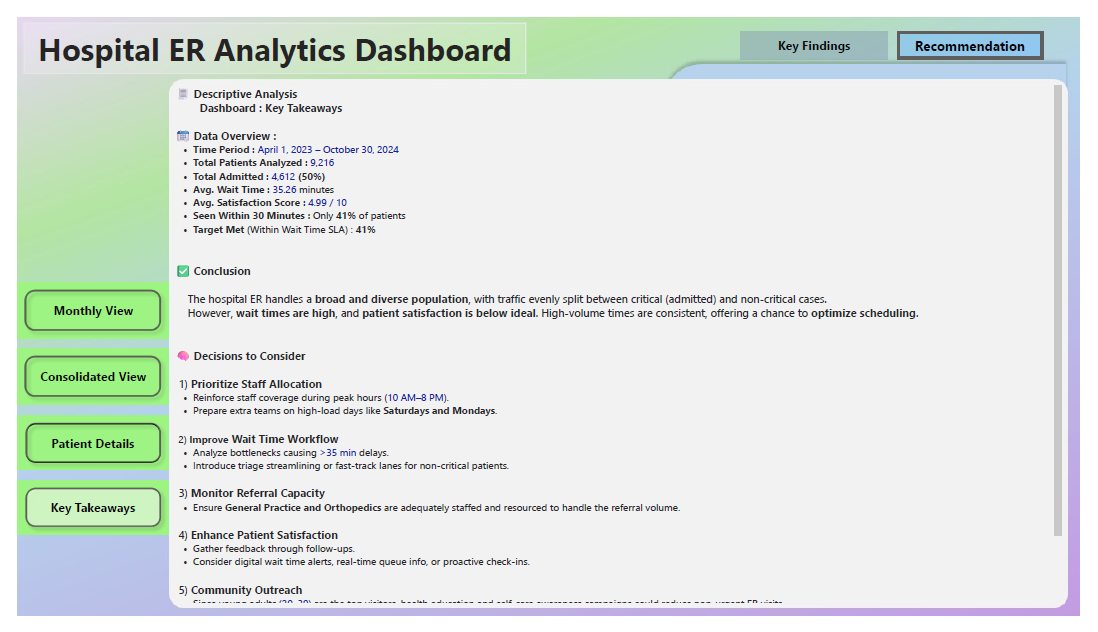 Hospital ER Analytics Dashboard
Key Findings
Recommendation
Descriptive Analysis
Dashboard : Key Takeaways
Data Overview :
• Time Period : April 1, 2023 – October 30, 2024
• Total Patients Analyzed : 9,216
• Total Admitted : 4,612 (50%)
• Avg. Wait Time : 35.26 minutes
• Avg. Satisfaction Score : 4.99 / 10
• Seen Within 30 Minutes : Only 41% of patients
• Target Met (Within Wait Time SLA) : 41%
Conclusion
The hospital ER handles a broad and diverse population, with traffic evenly split between critical (admitted) and non-critical cases.
However, wait times are high, and patient satisfaction is below ideal. High-volume times are consistent, offering a chance to optimize scheduling.
Decisions to Consider
1) Prioritize Staff Allocation
• Reinforce staff coverage during peak hours (10 AM–8 PM).
• Prepare extra teams on high-load days like Saturdays and Mondays.
2) Improve Wait Time Workflow
• Analyze bottlenecks causing >35 min delays.
• Introduce triage streamlining or fast-track lanes for non-critical patients.
3) Monitor Referral Capacity
• Ensure General Practice and Orthopedics are adequately staffed and resourced to handle the referral volume.
4) Enhance Patient Satisfaction
• Gather feedback through follow-ups.
• Consider digital wait time alerts, real-time queue info, or proactive check-ins.
5) Community Outreach
Monthly View
Consolidated View
Patient Details
Key Takeaways